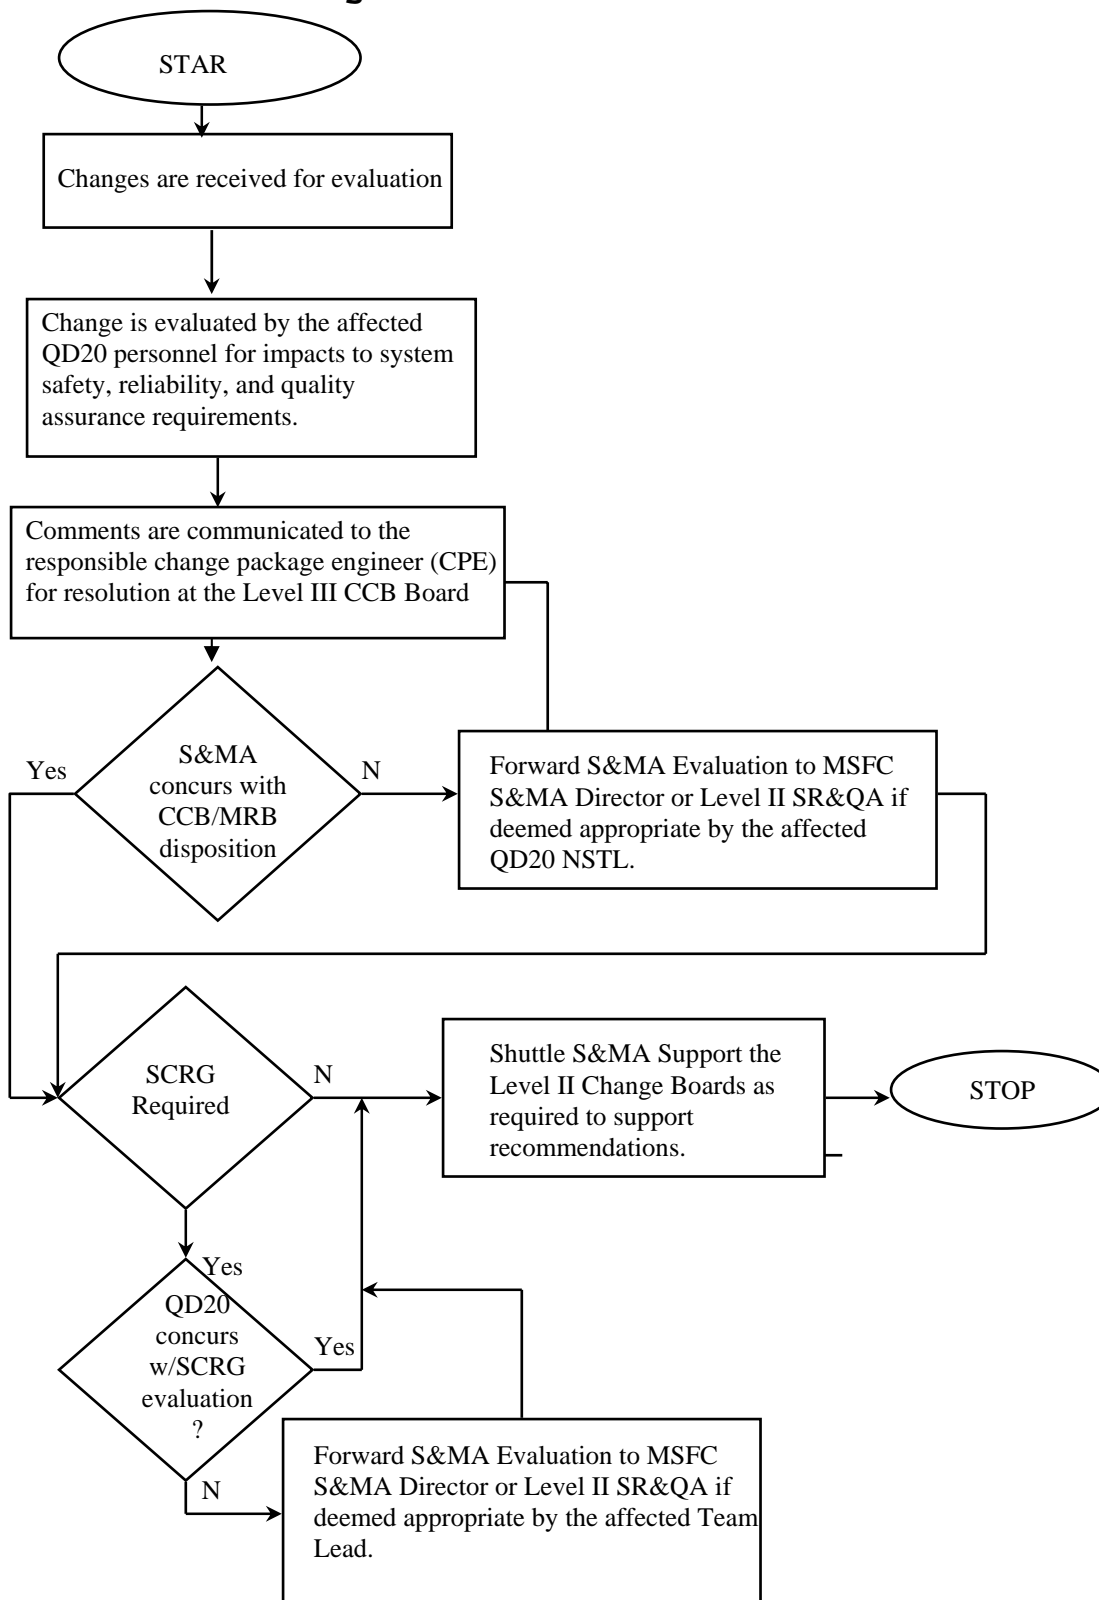 STAR
Changes are received for evaluation
Change is evaluated by the affected
QD20 personnel for impacts to system
safety, reliability, and quality
assurance requirements.
Comments are communicated to the
responsible change package engineer (CPE)
for resolution at the Level III CCB Board
Yes
S&MA
concurs with
CCB/MRB
disposition
N
Forward S&MA Evaluation to MSFC
S&MA Director or Level II SR&QA if
deemed appropriate by the affected
QD20 NSTL.
SCRG
Required
N
Shuttle S&MA Support the
Level II Change Boards as
required to support
recommendations.
STOP
Yes
QD20
concurs
w/SCRG
evaluation
?
Yes
N
Forward S&MA Evaluation to MSFC
S&MA Director or Level II SR&QA if
deemed appropriate by the affected Team
Lead.